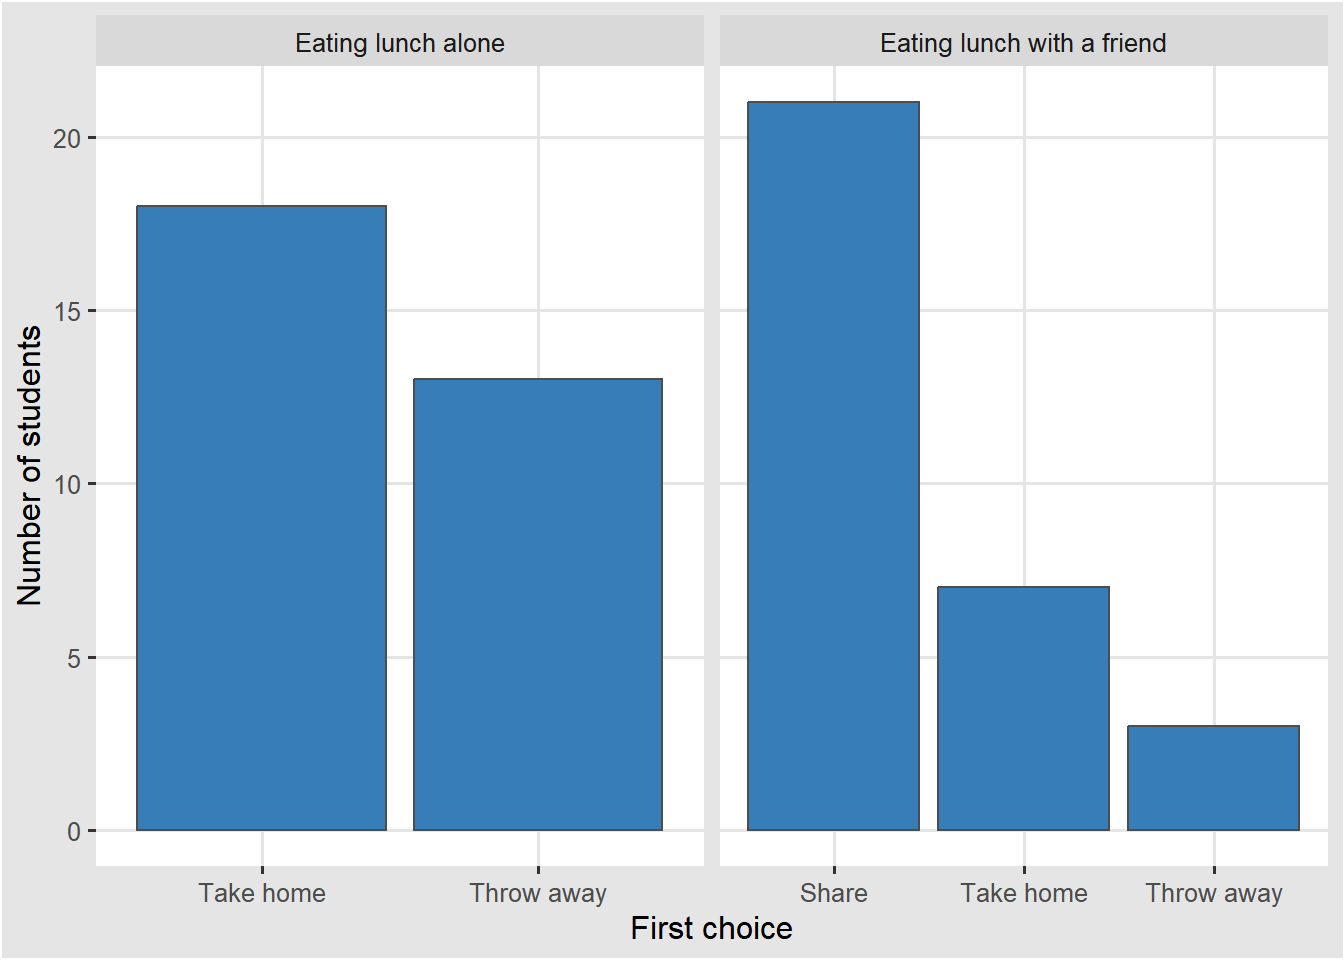 Eating lunch alone
Eating lunch with a friend
Number of students
20
15
10
5
0
Take home
Throw away
Share
Take home
Throw away
First choice